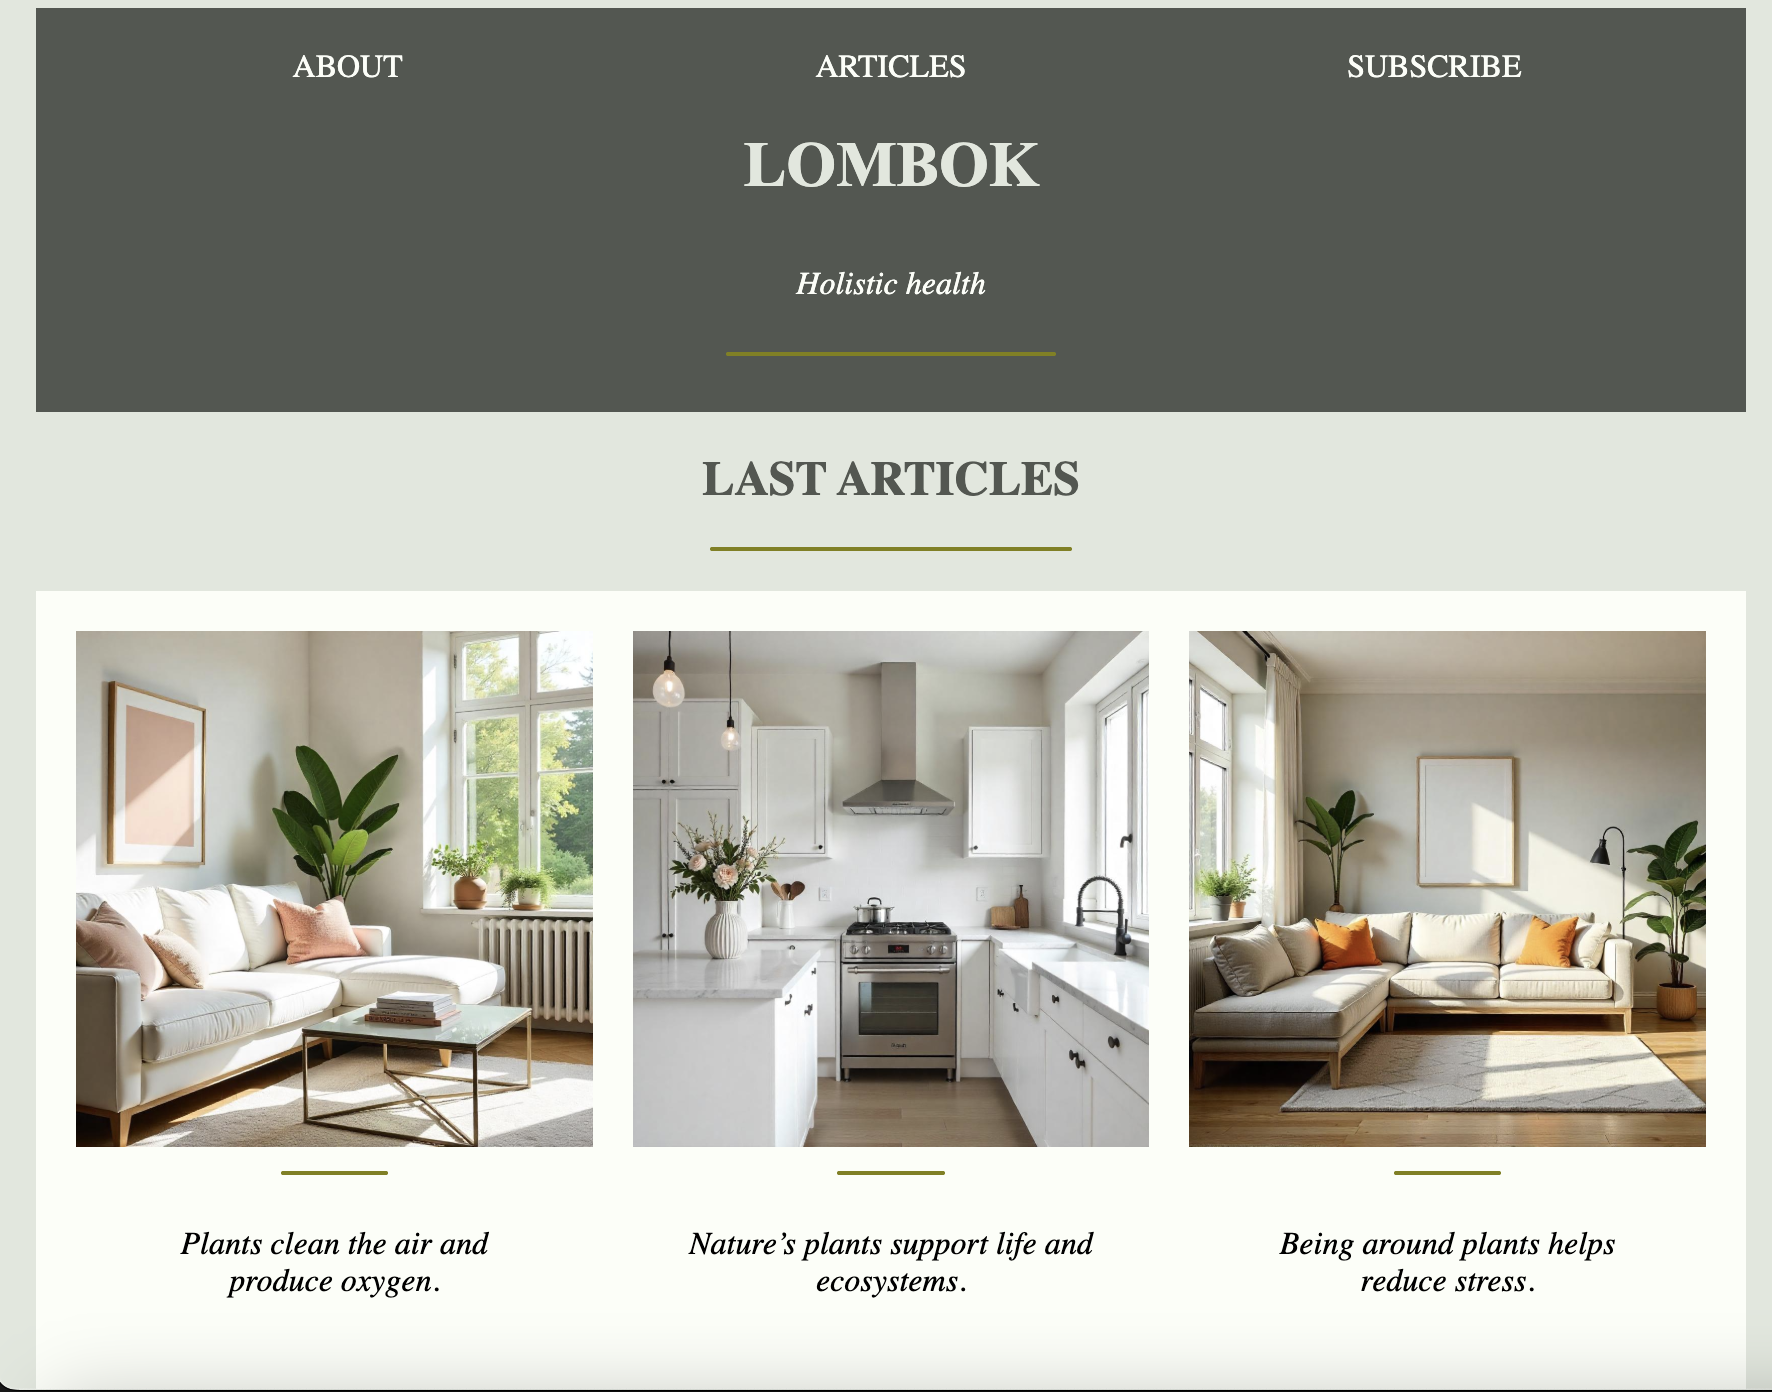 ABOUT
ARTICLES
SUBSCRIBE
LOMBOK
Holistic health
LAST ARTICLES
Plants clean the air and
produce oxygen.
Nature’s plants support life and
ecosystems.
Being around plants helps
reduce stress.